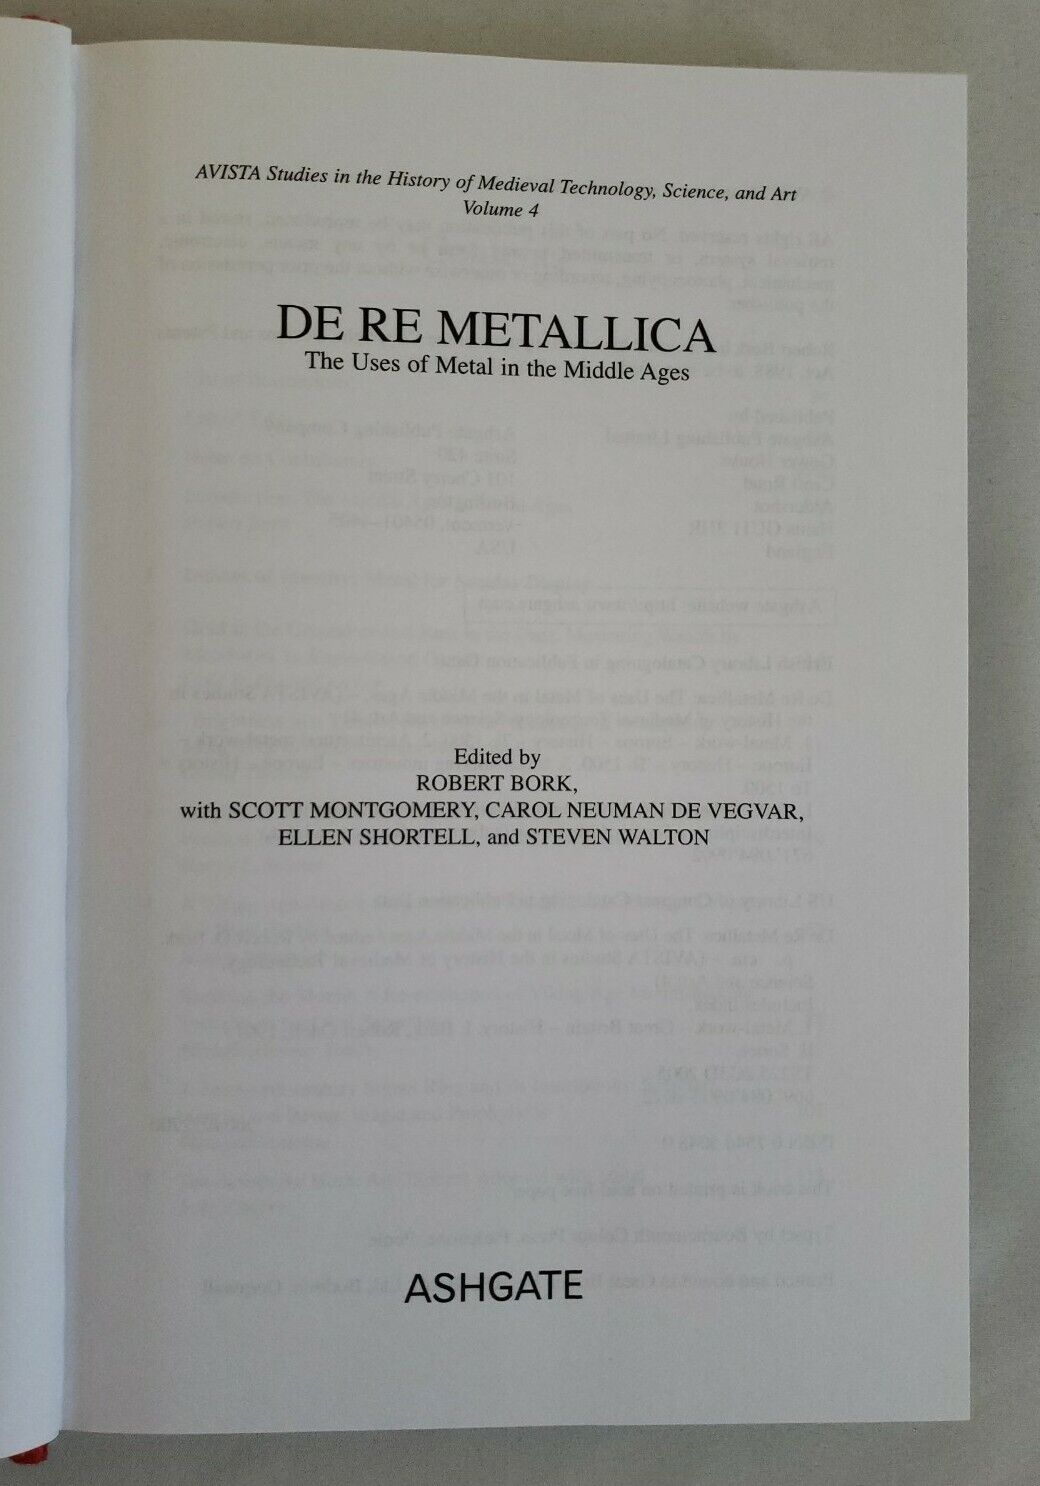 AVISTA Studies in the History of Medieval Technology, Science, and Art
Volume 4
DE RE METALLICA
The Uses of Metal in the Middle Ages
Edited by
ROBERT BORK,
with SCOTT MONTGOMERY, CAROL NEUMAN DE VEGVAR,
ELLEN SHORTELL, and STEVEN WALTON
ASHGATE